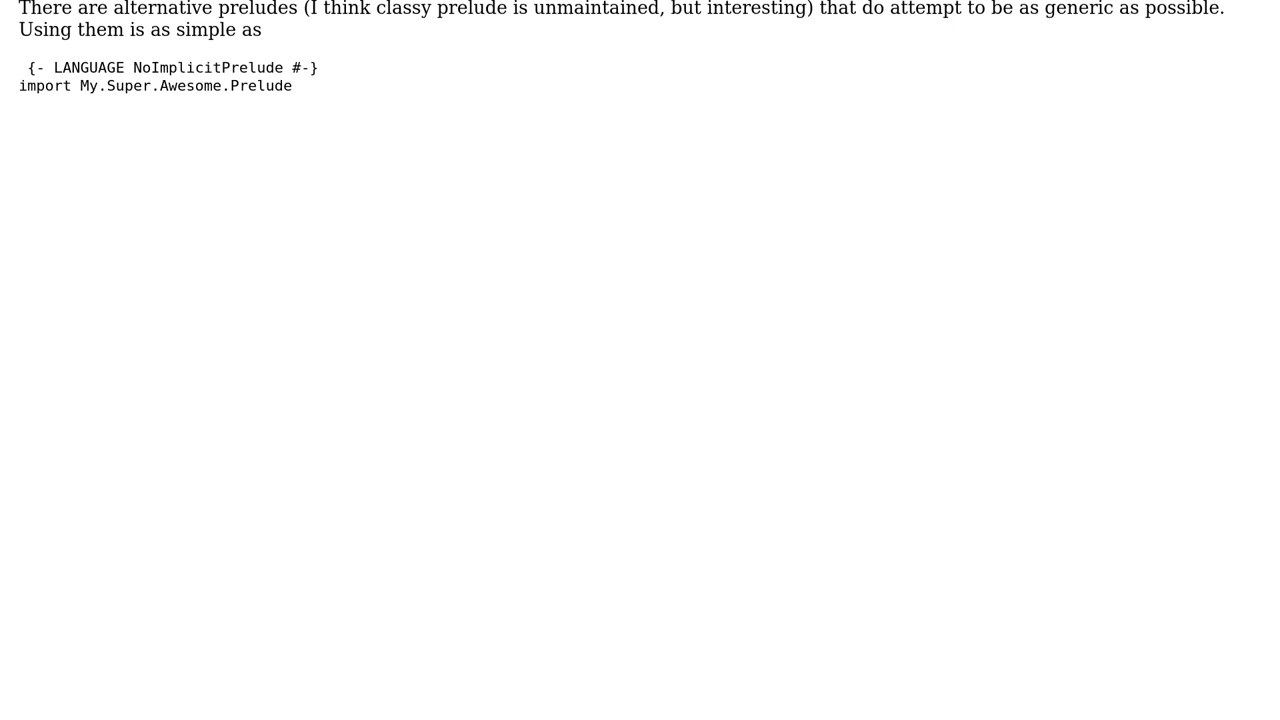 There are alternative preludes (I think classy prelude is unmaintained, but interesting) that do attempt to be as generic as possible.
Using them is as simple as
{- LANGUAGE NoImplicitPrelude #-}
import My.Super.Awesome.Prelude